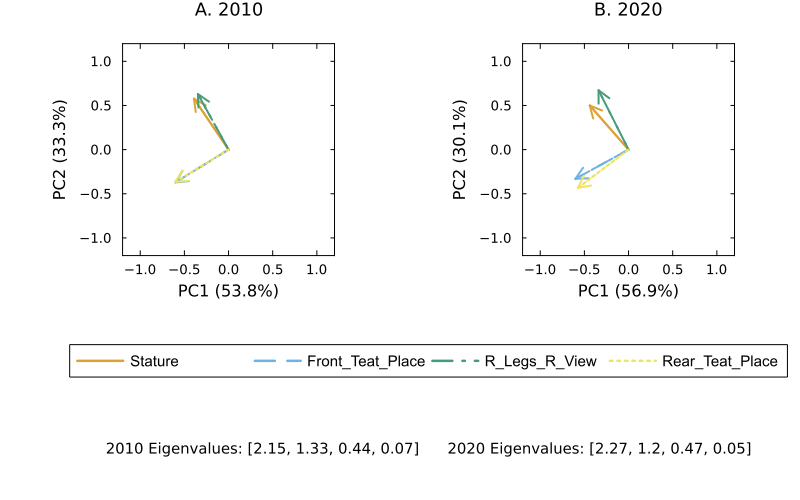 A. 2010
B. 2020
1.0
0.5
0.0
−0.5
−1.0
PC2 (33.3%)
−1.0 −0.5 0.0 0.5 1.0
PC1 (53.8%)
1.0
0.5
0.0
−0.5
−1.0
PC2 (30.1%)
−1.0 −0.5 0.0 0.5 1.0
PC1 (56.9%)
Stature Front_Teat_Place R_Legs_R_View Rear_Teat_Place
2010 Eigenvalues: [2.15, 1.33, 0.44, 0.07]
2020 Eigenvalues: [2.27, 1.2, 0.47, 0.05]